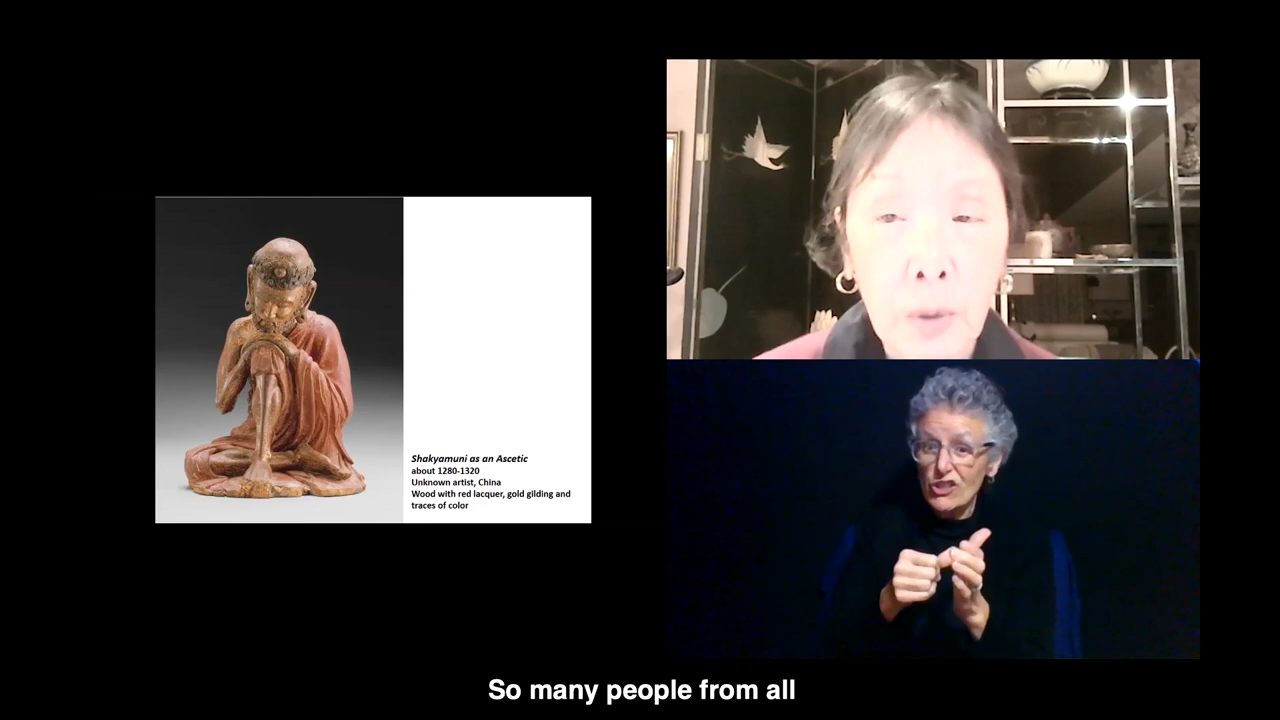 Shakyamuni as an Ascetic
about 1280-1320
Unknown artist, China
Wood with red lacquer, gold gilding and
traces of color
So many people from all